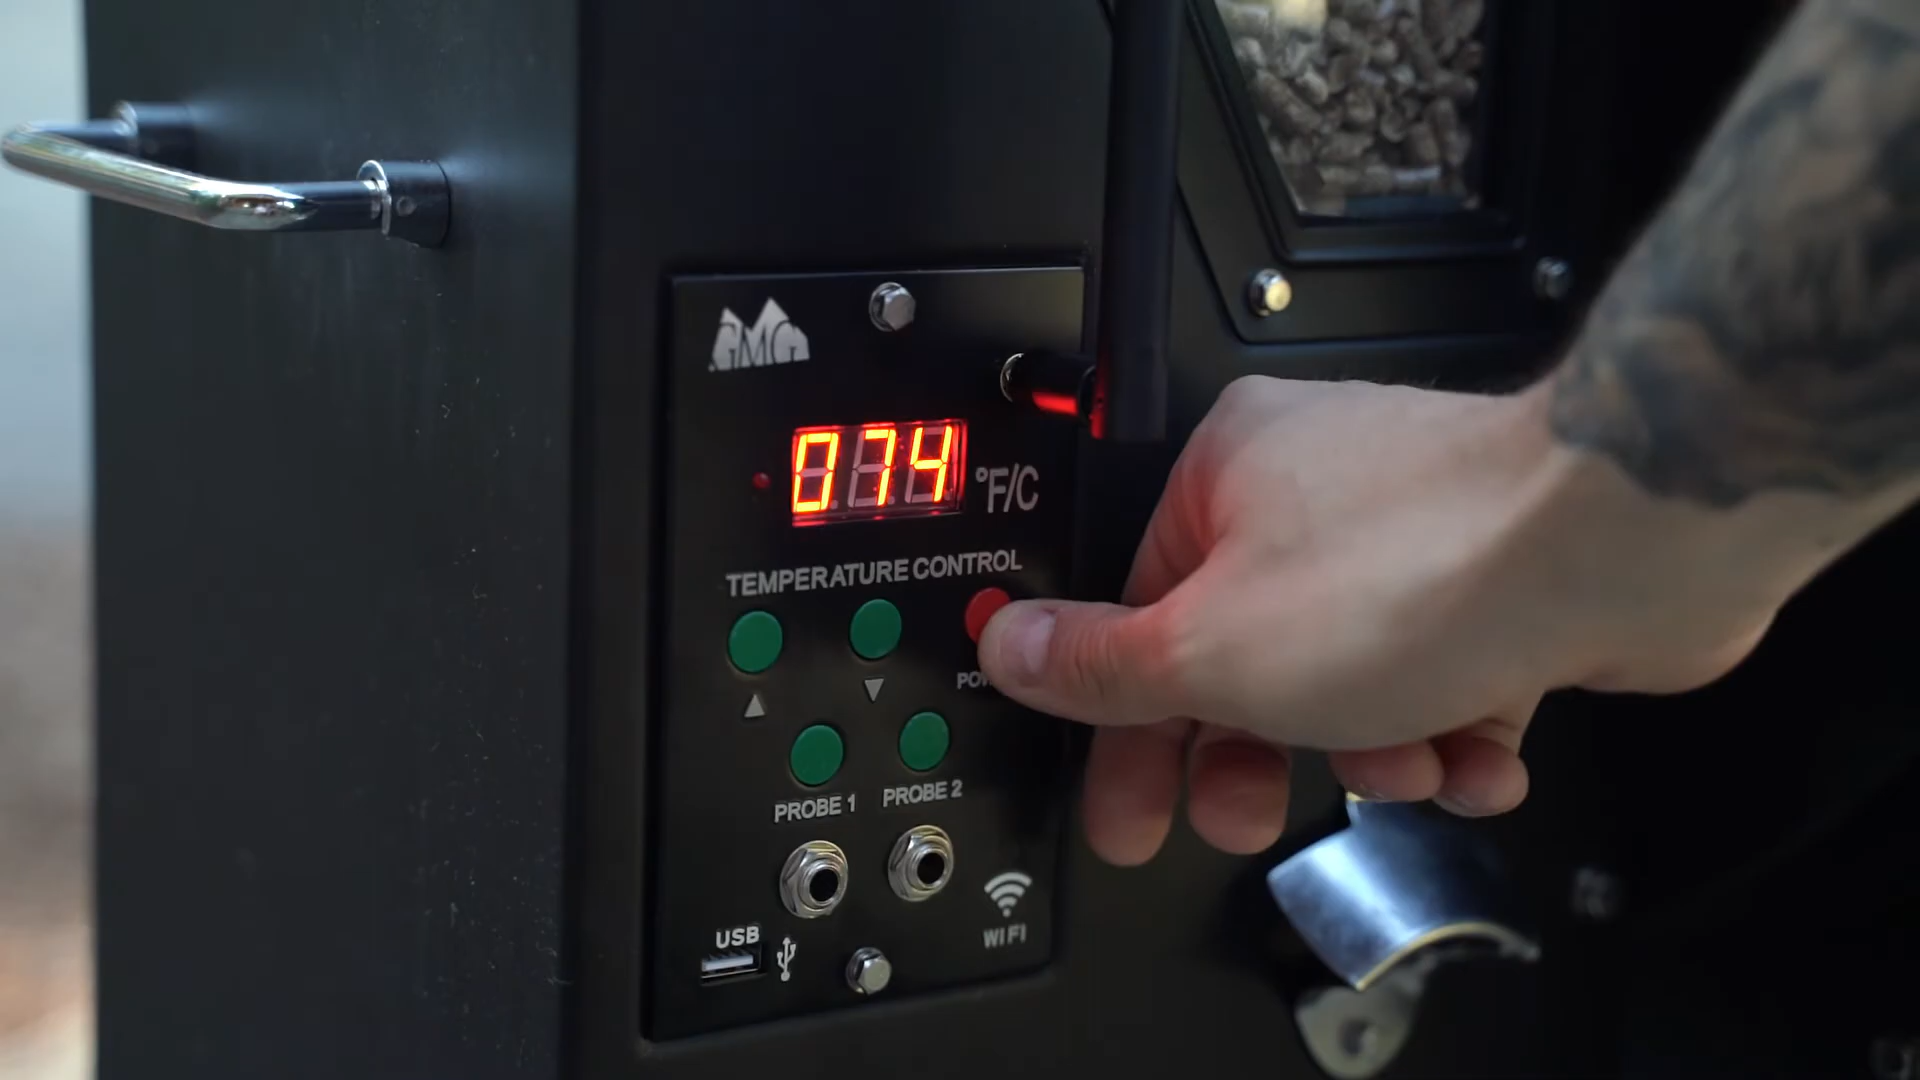 GMG
074
°F/C
TEMPERATURE CONTROL
PROBE 1
PROBE 2
USB
WIFI